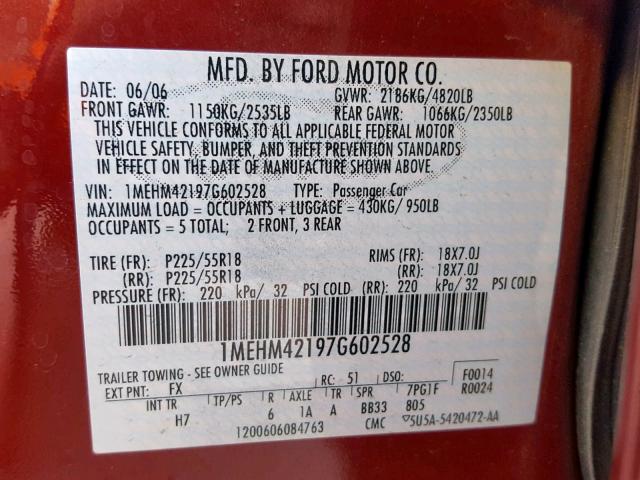 MFD. BY FORD MOTOR CO.
DATE: 06/06 GVWR: 2186KG/4820LB
FRONT GAWR: 1150KG/2535LB REAR GAWR: 1066KG/2350LB
THIS VEHICLE CONFORMS TO ALL APPLICABLE FEDERAL MOTOR
VEHICLE SAFETY, BUMPER, AND THEFT PREVENTION STANDARDS
IN EFFECT ON THE DATE OF MANUFACTURE SHOWN ABOVE.
VIN: 1MEHM42197G602528 TYPE: Passenger Car
MAXIMUM LOAD = OCCUPANTS + LUGGAGE = 430KG/ 950LB
OCCUPANTS = 5 TOTAL; 2 FRONT, 3 REAR
TIRE (FR): P225/55R18 RIMS (FR): 18X7.0J
(RR): P225/55R18 (RR): 18X7.0J
PRESSURE (FR): 220 kPa/ 32 PSI COLD (RR): 220 kPa/ 32 PSI COLD
1MEHM42197G602528
TRAILER TOWING - SEE OWNER GUIDE
EXT PNT: FX RC: 51 DSO: F0014
INT TR TP/PS R AXLE TR SPR 7PG1F R0024
H7 6 1A A BB33 805
1200606084763 CMC ▽5U5A-5420472-AA